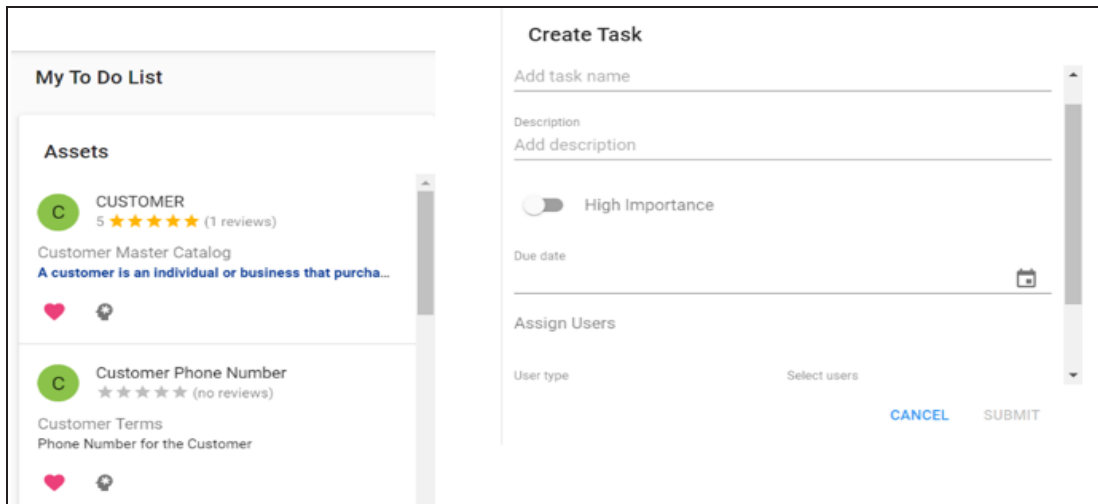 My To Do List
Assets
C
CUSTOMER
5 ★★★★★ (1 reviews)
Customer Master Catalog
A customer is an individual or business that purcha...
C
Customer Phone Number
★★★★★ (no reviews)
Customer Terms
Phone Number for the Customer
Create Task
Add task name
Description
Add description
High Importance
Due date
Assign Users
User type
Select users
CANCEL
SUBMIT